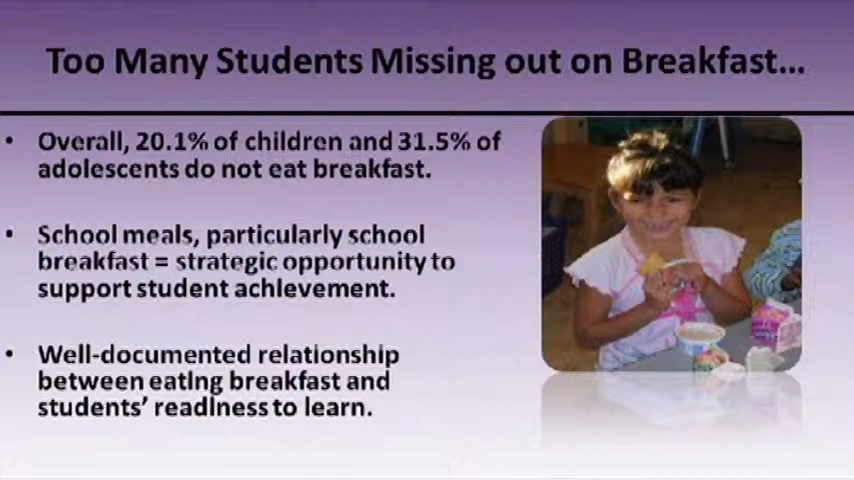 Too Many Students Missing out on Breakfast...
• Overall, 20.1% of children and 31.5% of
adolescents do not eat breakfast.
• School meals, particularly school
breakfast = strategic opportunity to
support student achievement.
• Well-documented relationship
between eating breakfast and
students' readiness to learn.